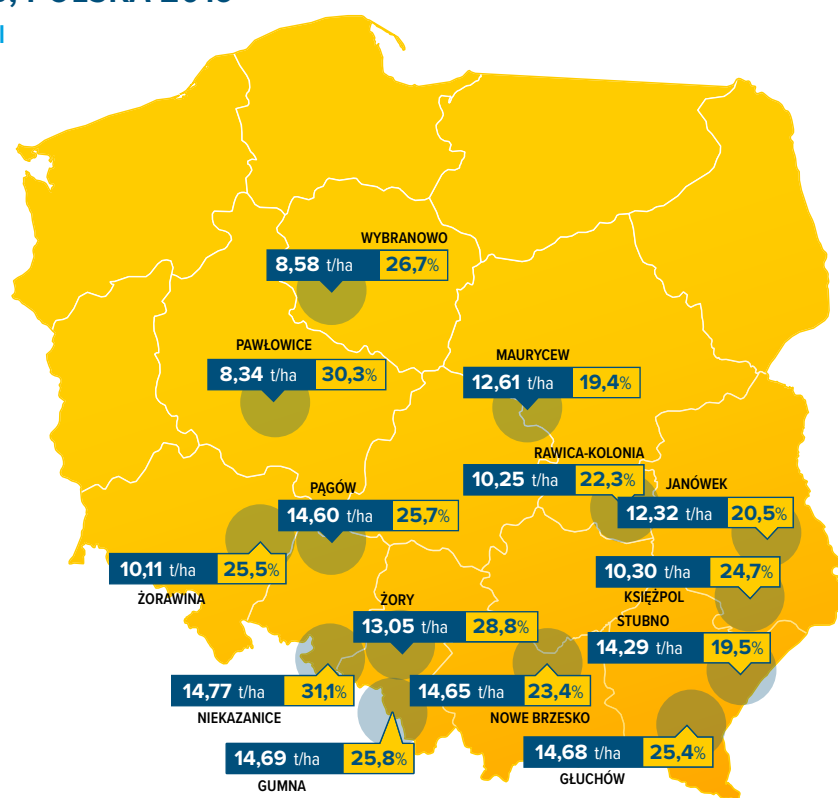 POLSKA 2018
WYBRANOWO
8,58 t/ha 26,7%
PAWŁOWICE
8,34 t/ha 30,3%
MAURYCEW
12,61 t/ha 19,4%
RAWICA-KOLONIA
10,25 t/ha 22,3%
JANÓWEK
12,32 t/ha 20,5%
PĄGÓW
14,60 t/ha 25,7%
10,11 t/ha 25,5%
ŻORAWINA
10,30 t/ha 24,7%
KSIĘŻPOL
ŻORY
13,05 t/ha 28,8%
STUBNO
14,29 t/ha 19,5%
14,77 t/ha 31,1%
NIEKAZANICE
14,65 t/ha 23,4%
NOWE BRZESKO
14,69 t/ha 25,8%
GUMNA
14,68 t/ha 25,4%
GŁUCHÓW